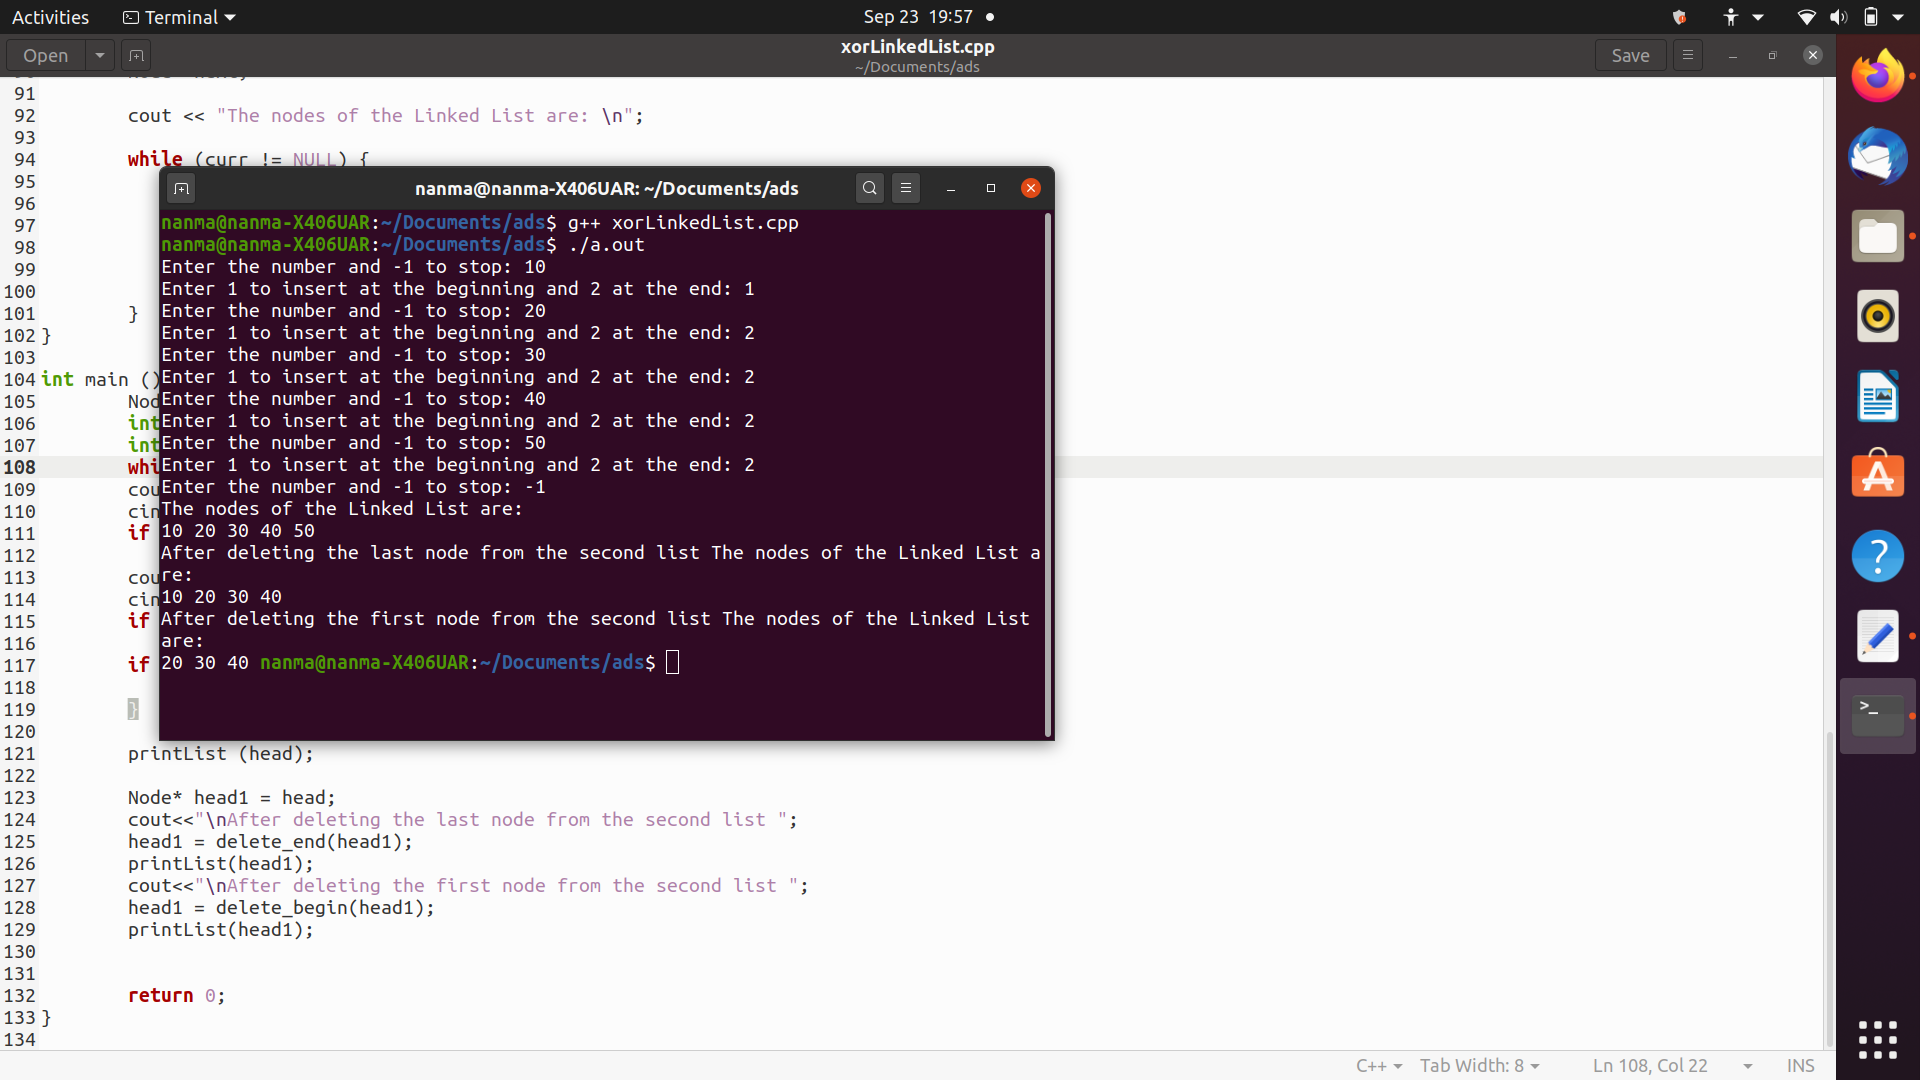 Activities
Terminal
Sep 23 19:57
Open
xorLinkedList.cpp
~/Documents/ads
Save
91
92 cout << "The nodes of the Linked List are: \n";
93
94 while (curr != NULL) {
95
96
97
98
99
100
101 }
102 }
103
104 int main ()
105 Nod
106 int
107 int
108 whi
109 cou
110 cin
111 if
112
113 cou
114 cin
115 if
116
117 if
118
119 }
120
121 printList (head);
122
123 Node* head1 = head;
124 cout<<"\nAfter deleting the last node from the second list ";
125 head1 = delete_end(head1);
126 printList(head1);
127 cout<<"\nAfter deleting the first node from the second list ";
128 head1 = delete_begin(head1);
129 printList(head1);
130
131
132 return 0;
133 }
134
nanma@nanma-X406UAR: ~/Documents/ads
nanma@nanma-X406UAR:~/Documents/ads$ g++ xorLinkedList.cpp
nanma@nanma-X406UAR:~/Documents/ads$ ./a.out
Enter the number and -1 to stop: 10
Enter 1 to insert at the beginning and 2 at the end: 1
Enter the number and -1 to stop: 20
Enter 1 to insert at the beginning and 2 at the end: 2
Enter the number and -1 to stop: 30
Enter 1 to insert at the beginning and 2 at the end: 2
Enter the number and -1 to stop: 40
Enter 1 to insert at the beginning and 2 at the end: 2
Enter the number and -1 to stop: 50
Enter 1 to insert at the beginning and 2 at the end: 2
Enter the number and -1 to stop: -1
The nodes of the Linked List are:
10 20 30 40 50
After deleting the last node from the second list The nodes of the Linked List a
re:
10 20 30 40
After deleting the first node from the second list The nodes of the Linked List
are:
20 30 40 nanma@nanma-X406UAR:~/Documents/ads$
C++
Tab Width: 8
Ln 108, Col 22
INS